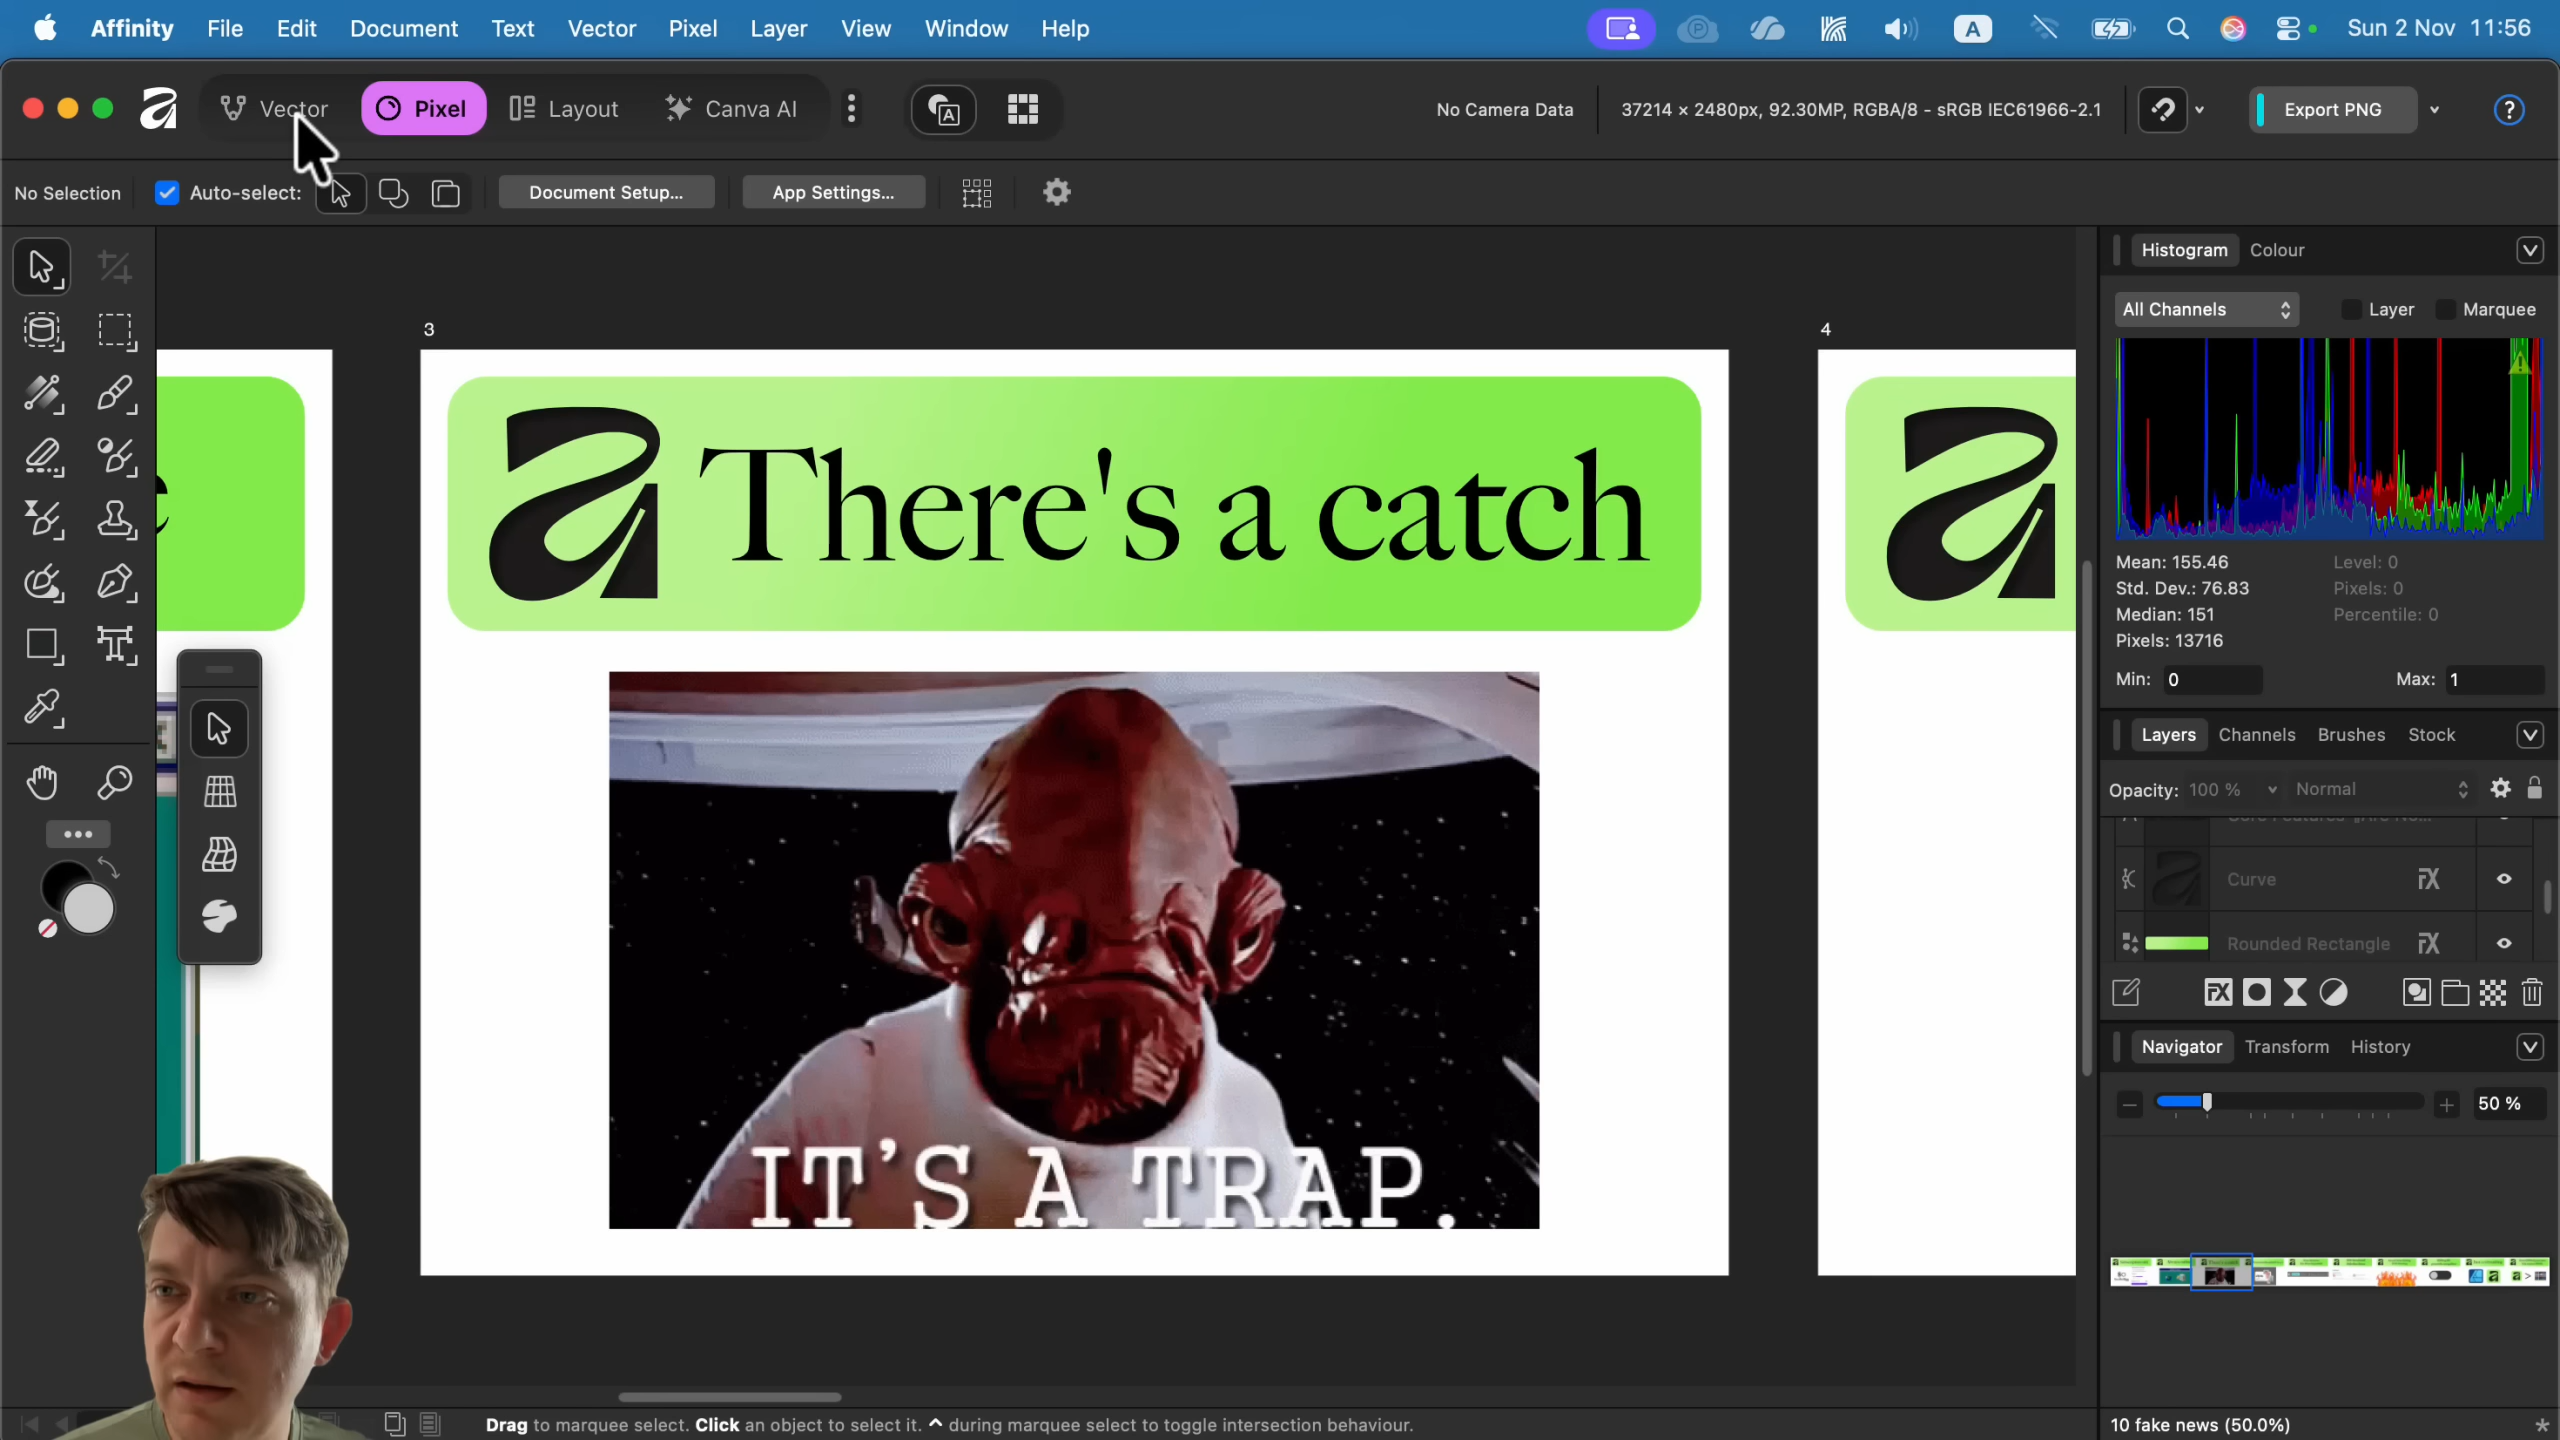 Affinity File Edit Document Text Vector Pixel Layer View Window Help A Sun 2 Nov 11:56
Vector Pixel Layout Canva AI No Camera Data 37214 × 2480px, 92.30MP, RGBA/8 - sRGB IEC61966-2.1 Export PNG ?
No Selection Auto-select: Document Setup... App Settings...
Histogram Colour
All Channels Layer Marquee
3 4
a There's a catch a
Mean: 155.46 Level: 0
Std. Dev.: 76.83 Pixels: 0
Median: 151 Percentile: 0
Pixels: 13716
Min: 0 Max: 1
Layers Channels Brushes Stock
Opacity: 100 % Normal
Curve FX
Rounded Rectangle FX
IT'S A TRAP.
Navigator Transform History
50 %
Drag to marquee select. Click an object to select it. ^ during marquee select to toggle intersection behaviour.
10 fake news (50.0%)